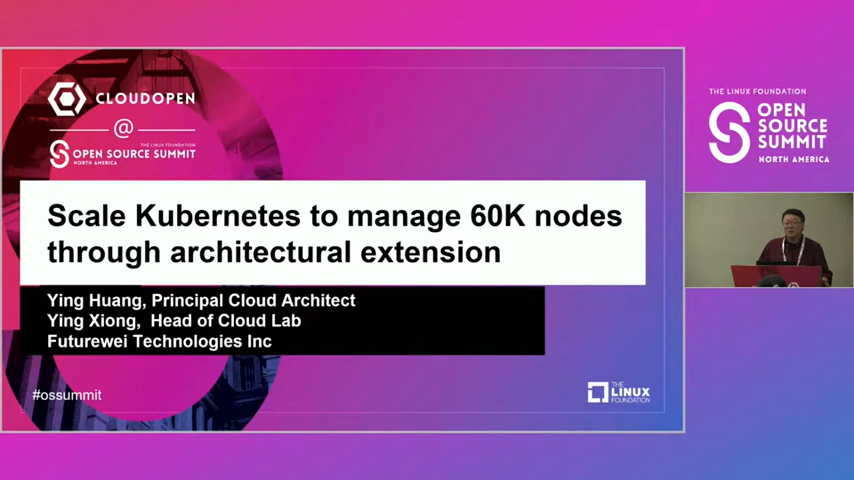 CLOUDOPEN
@
THE LINUX FOUNDATION
OPEN SOURCE SUMMIT
NORTH AMERICA
Scale Kubernetes to manage 60K nodes
through architectural extension
Ying Huang, Principal Cloud Architect
Ying Xiong, Head of Cloud Lab
Futurewei Technologies Inc
#ossummit
THE
LINUX
FOUNDATION
THE LINUX FOUNDATION
OPEN
SOURCE
SUMMIT
NORTH AMERICA